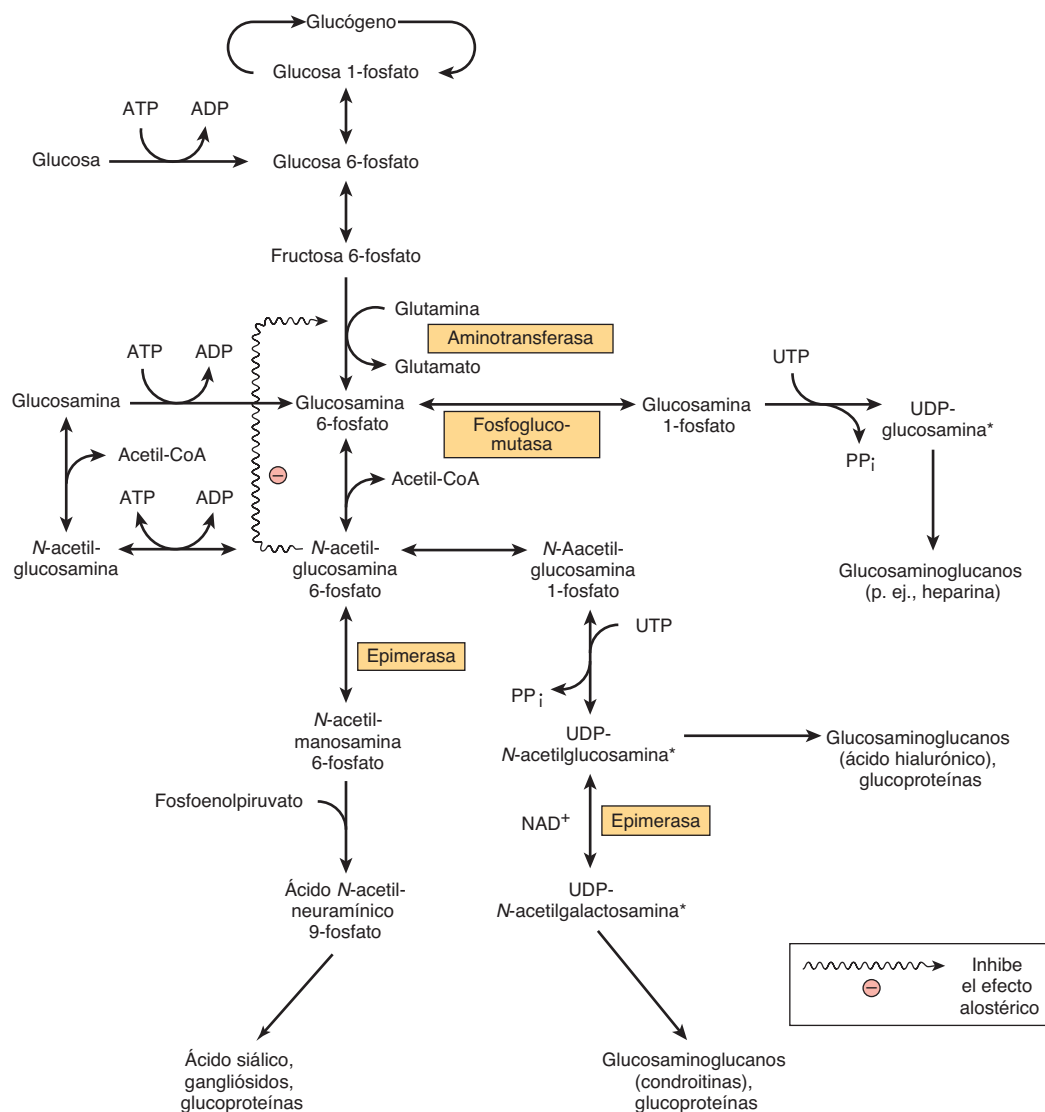 Glucógeno
Glucosa 1-fosfato
ATP
ADP
Glucosa
Glucosa 6-fosfato
Fructosa 6-fosfato
Glutamina
Aminotransferasa
Glutamato
ATP
ADP
Glucosamina
Glucosamina
6-fosfato
Fosfogluco-
mutasa
Glucosamina
1-fosfato
UTP
PPi
UDP-
glucosamina*
Glucosaminoglucanos
(p. ej., heparina)
Acetil-CoA
Acetil-CoA
−
ATP
ADP
N-acetil-
glucosamina
N-acetil-
glucosamina
6-fosfato
N-Aacetil-
glucosamina
1-fosfato
UTP
PPi
Epimerasa
N-acetil-
manosamina
6-fosfato
UDP-
N-acetilglucosamina*
Glucosaminoglucanos
(ácido hialurónico),
glucoproteínas
Fosfoenolpiruvato
NAD+
Epimerasa
Ácido N-acetil-
neuramínico
9-fosfato
UDP-
N-acetilgalactosamina*
Inhibe
el efecto
alostérico
−
Ácido siálico,
gangliósidos,
glucoproteínas
Glucosaminoglucanos
(condroitinas),
glucoproteínas